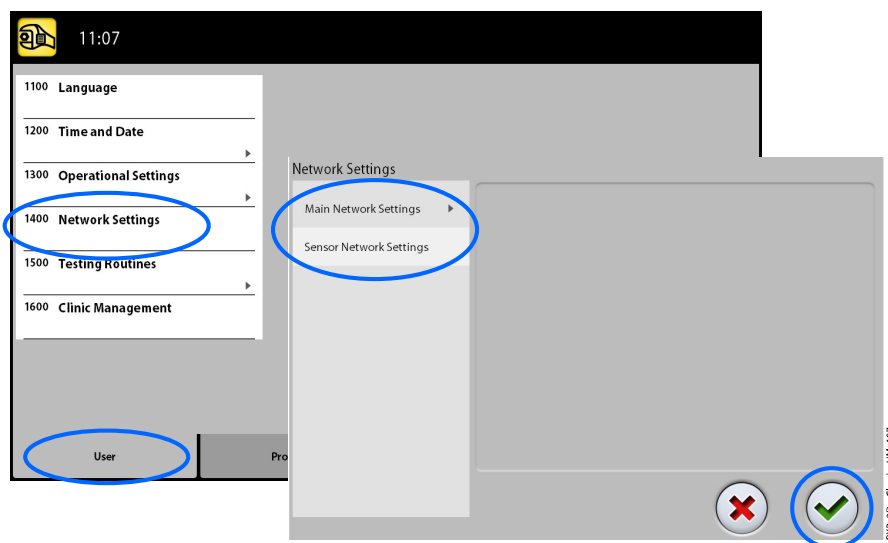 11:07
1100 Language
1200 Time and Date
1300 Operational Settings
1400 Network Settings
1500 Testing Routines
1600 Clinic Management
User
Pro
Network Settings
Main Network Settings
Sensor Network Settings